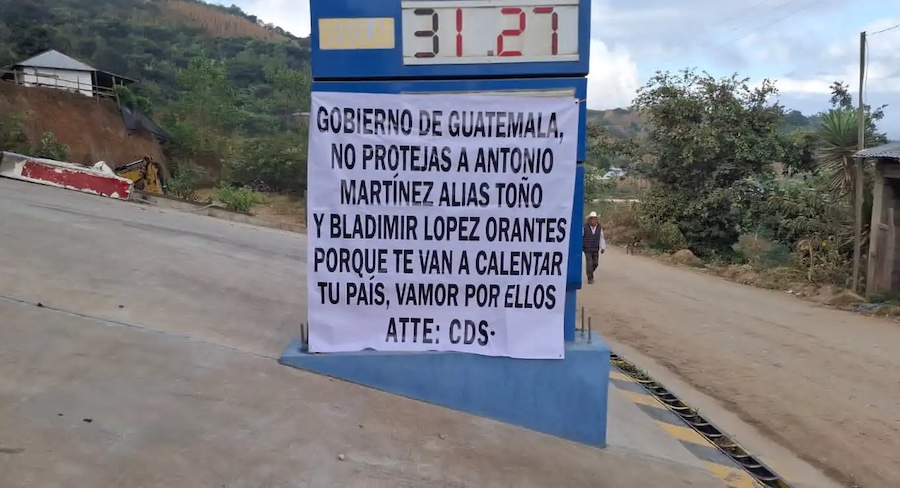 31.27
GOBIERNO DE GUATEMALA,
NO PROTEJAS A ANTONIO
MARTÍNEZ ALIAS TOÑO
Y BLADIMIR LOPEZ ORANTES
PORQUE TE VAN A CALENTAR
TU PAÍS, VAMOR POR ELLOS
ATTE: CDS·